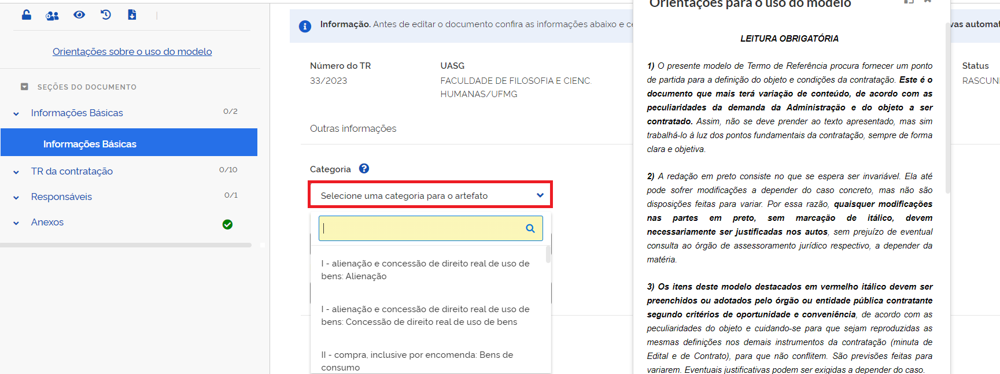 Orientações sobre o uso do modelo
SEÇÕES DO DOCUMENTO
Informações Básicas 0/2
Informações Básicas
TR da contratação 0/10
Responsáveis 0/1
Anexos
Informação. Antes de editar o documento confira as informações abaixo e ce
Número do TR
33/2023
UASG
FACULDADE DE FILOSOFIA E CIENC.
HUMANAS/UFMG
Outras informações
Categoria
Selecione uma categoria para o artefato
I - alienação e concessão de direito real de uso de
bens: Alienação
I - alienação e concessão de direito real de uso de
bens: Concessão de direito real de uso de bens
II - compra, inclusive por encomenda: Bens de
consumo
Orientações para o uso do modelo
LEITURA OBRIGATÓRIA
1) O presente modelo de Termo de Referência procura fornecer um ponto
de partida para a definição do objeto e condições da contratação. Este é o
documento que mais terá variação de conteúdo, de acordo com as
peculiaridades da demanda da Administração e do objeto a ser
contratado. Assim, não se deve prender ao texto apresentado, mas sim
trabalhá-lo à luz dos pontos fundamentais da contratação, sempre de forma
clara e objetiva.
2) A redação em preto consiste no que se espera ser invariável. Ela até
pode sofrer modificações a depender do caso concreto, mas não são
disposições feitas para variar. Por essa razão, quaisquer modificações
nas partes em preto, sem marcação de itálico, devem
necessariamente ser justificadas nos autos, sem prejuízo de eventual
consulta ao órgão de assessoramento jurídico respectivo, a depender da
matéria.
3) Os itens deste modelo destacados em vermelho itálico devem ser
preenchidos ou adotados pelo órgão ou entidade pública contratante
segundo critérios de oportunidade e conveniência, de acordo com as
peculiaridades do objeto e cuidando-se para que sejam reproduzidas as
mesmas definições nos demais instrumentos da contratação (minuta de
Edital e de Contrato), para que não conflitem. São previsões feitas para
variarem. Eventuais justificativas podem ser exigidas a depender do caso.
vas automat
Status
RASCUN